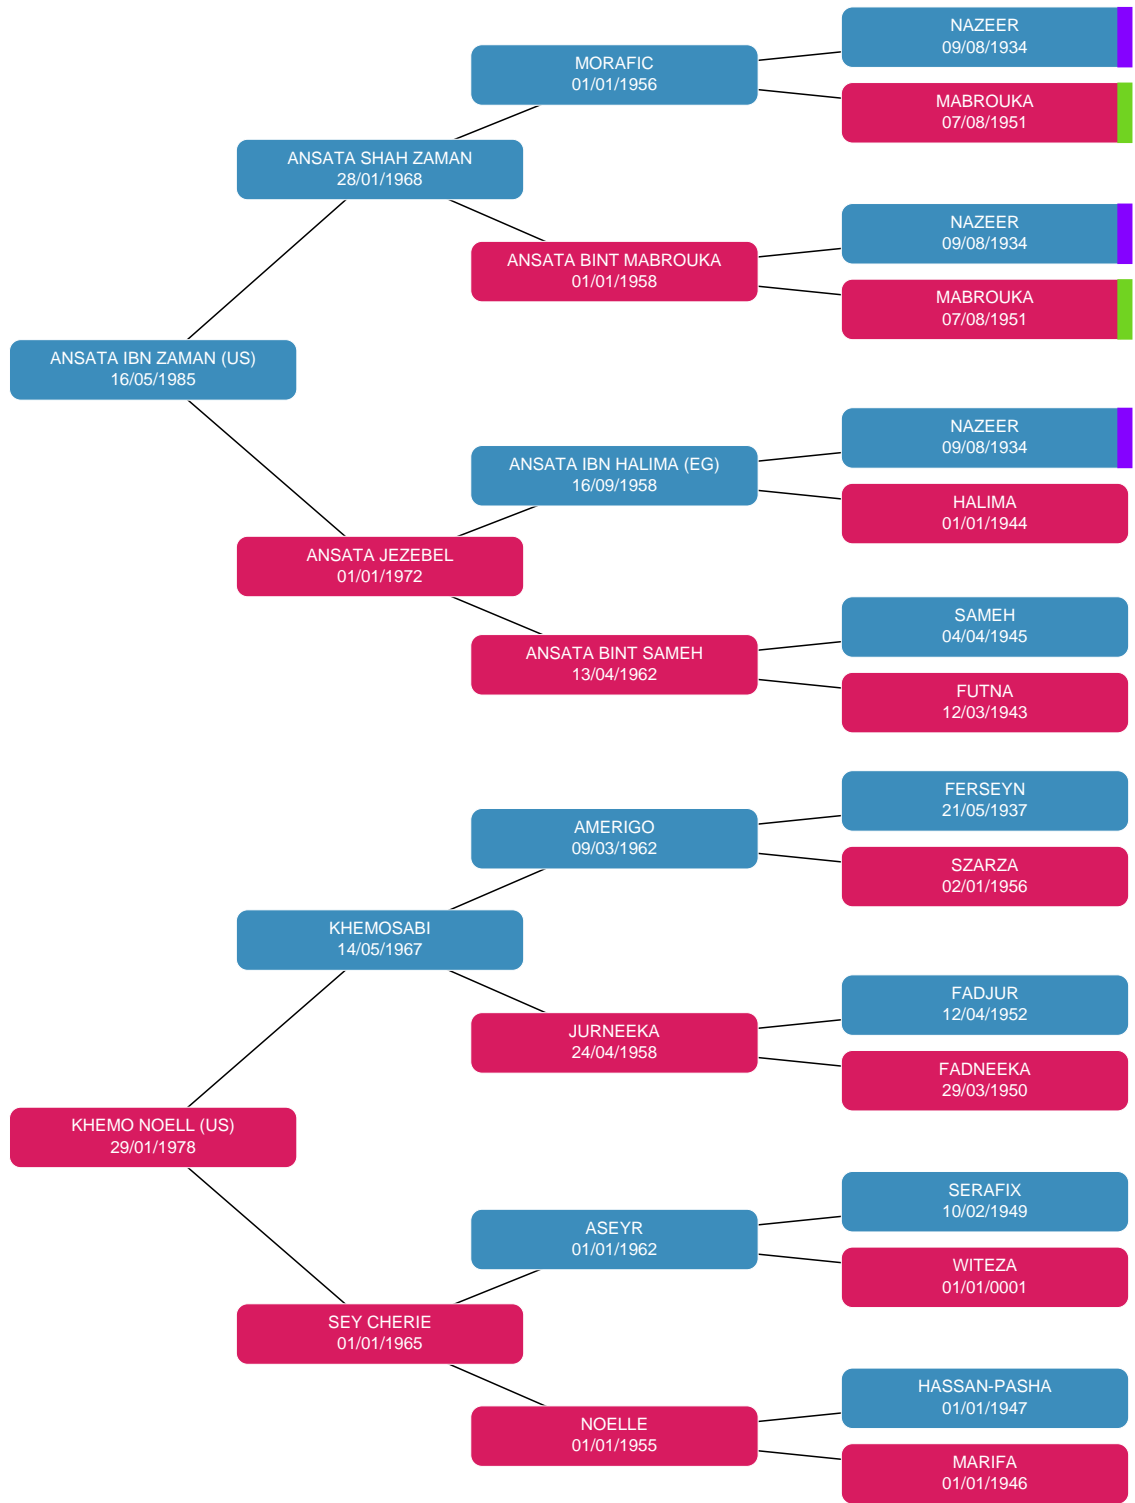 NAZEER
09/08/1934
MORAFIC
01/01/1956
MABROUKA
07/08/1951
ANSATA SHAH ZAMAN
28/01/1968
NAZEER
09/08/1934
ANSATA BINT MABROUKA
01/01/1958
MABROUKA
07/08/1951
ANSATA IBN ZAMAN (US)
16/05/1985
NAZEER
09/08/1934
ANSATA IBN HALIMA (EG)
16/09/1958
HALIMA
01/01/1944
ANSATA JEZEBEL
01/01/1972
SAMEH
04/04/1945
ANSATA BINT SAMEH
13/04/1962
FUTNA
12/03/1943
FERSEYN
21/05/1937
AMERIGO
09/03/1962
SZARZA
02/01/1956
KHEMOSABI
14/05/1967
FADJUR
12/04/1952
JURNEEKA
24/04/1958
FADNEEKA
29/03/1950
KHEMO NOELL (US)
29/01/1978
SERAFIX
10/02/1949
ASEYR
01/01/1962
WITEZA
01/01/0001
SEY CHERIE
01/01/1965
HASSAN-PASHA
01/01/1947
NOELLE
01/01/1955
MARIFA
01/01/1946